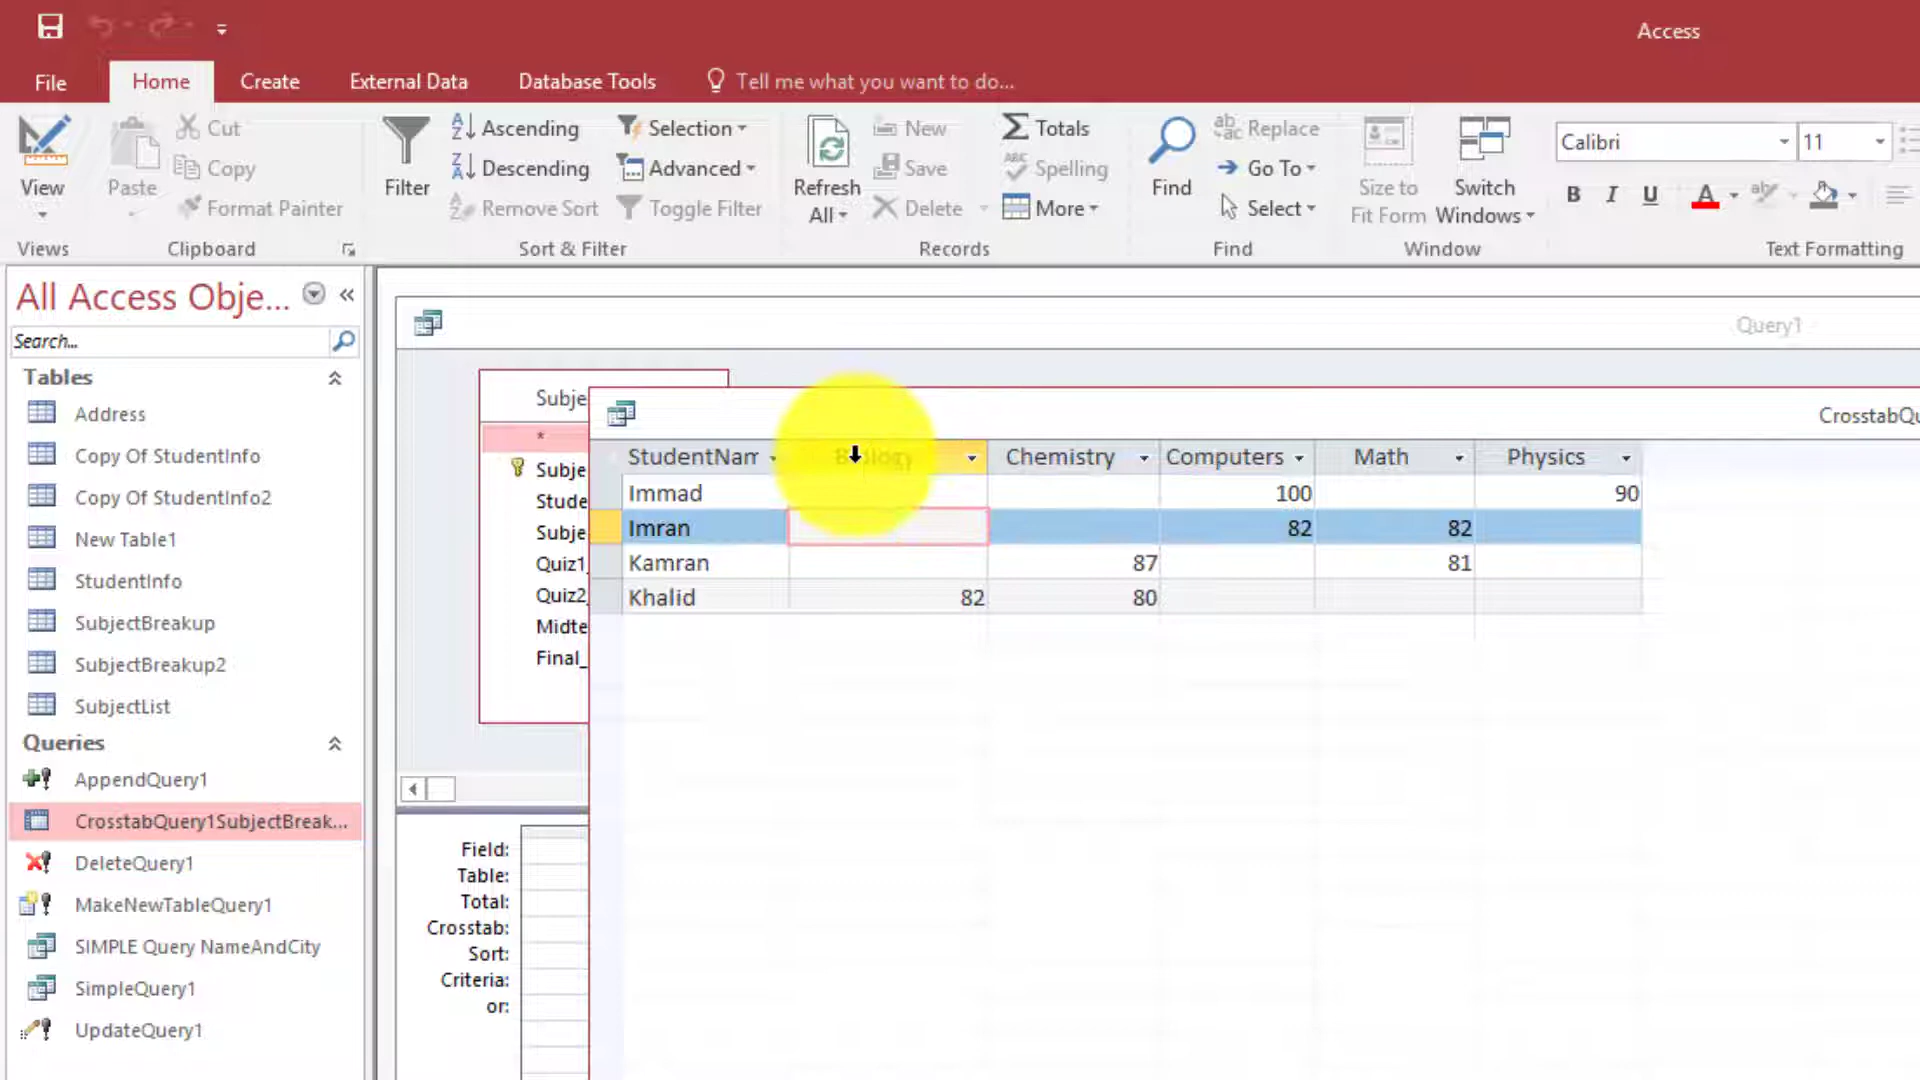 Access
File Home Create External Data Database Tools Tell me what you want to do...
View
Views
Paste
Cut
Copy
Format Painter
Clipboard
Filter
Ascending
Descending
Remove Sort
Selection
Advanced
Toggle Filter
Sort & Filter
Refresh
All
New
Save
Delete
Totals
Spelling
More
Records
Find
Replace
Go To
Select
Find
Size to
Fit Form
Switch
Windows
Window
Calibri 11
B I U A
Text Formatting
All Access Obje...
Search...
Tables
Address
Copy Of StudentInfo
Copy Of StudentInfo2
New Table1
StudentInfo
SubjectBreakup
SubjectBreakup2
SubjectList
Queries
AppendQuery1
CrosstabQuery1SubjectBreak...
DeleteQuery1
MakeNewTableQuery1
SIMPLE Query NameAndCity
SimpleQuery1
UpdateQuery1
Query1
Subje
*
Subje
Stude
Subje
Quiz1_
Quiz2_
Midte
Final_
Field:
Table:
Total:
Crosstab:
Sort:
Criteria:
or:
CrosstabQu
StudentNam Biology Chemistry Computers Math Physics
Immad 100 90
Imran 82 82
Kamran 87 81
Khalid 82 80